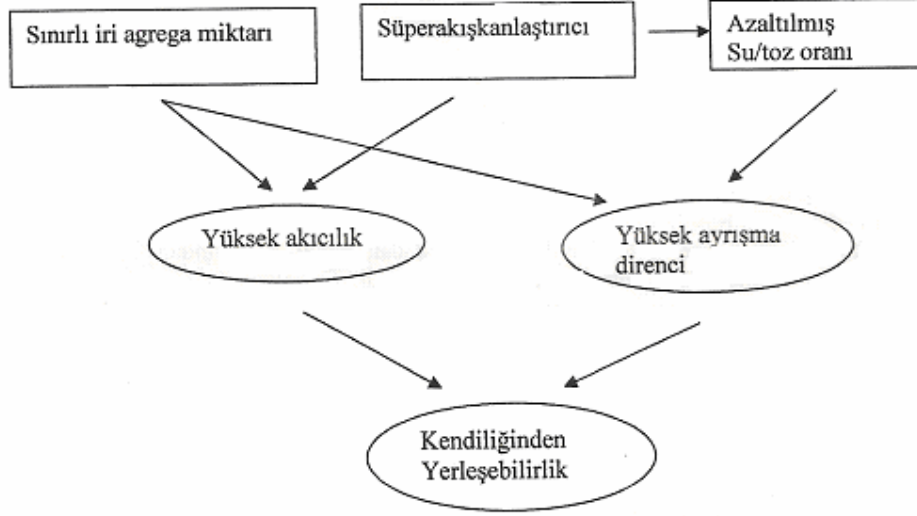 Sınırlı iri agrega miktarı
Süperakışkanlaştırıcı
Azaltılmış
Su/toz oranı
Yüksek akıcılık
Yüksek ayrışma
direnci
Kendiliğinden
Yerleşebilirlik